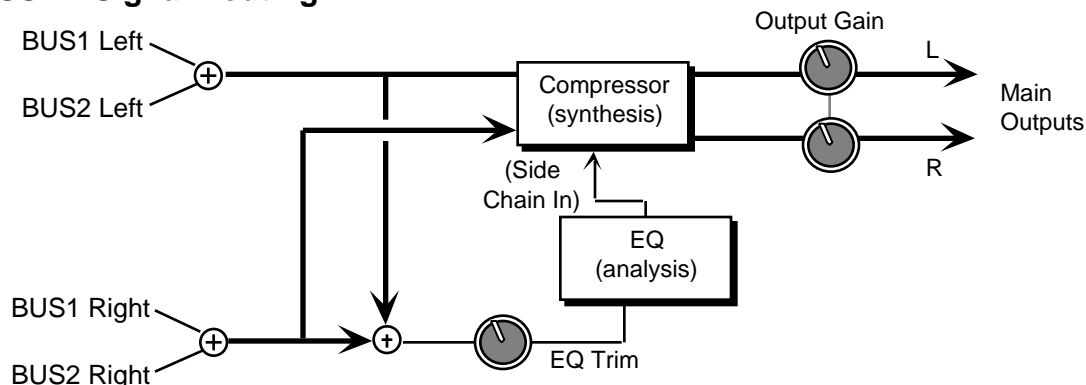 Output Gain
BUS1 Left
BUS2 Left
Compressor
(synthesis)
L
Main
Outputs
R
(Side
Chain In)
EQ
(analysis)
BUS1 Right
BUS2 Right
EQ Trim